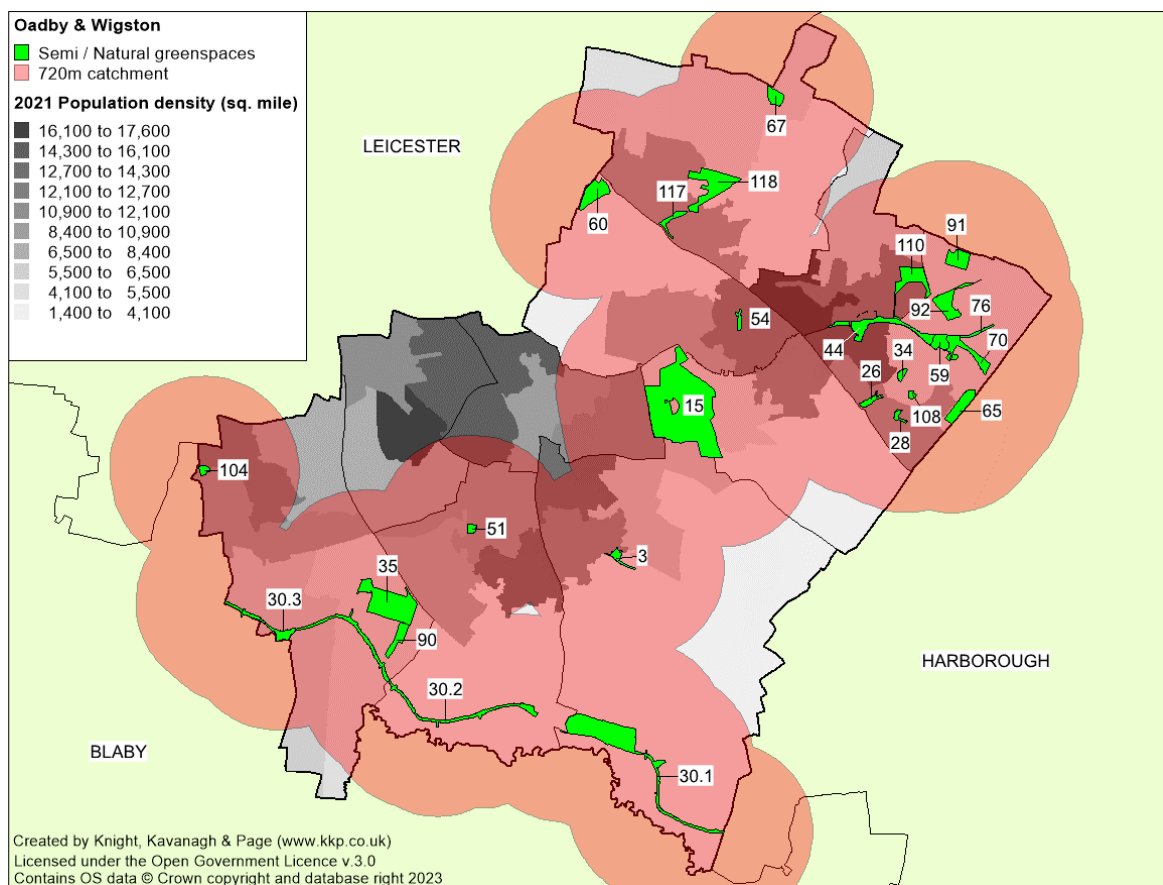 Oadby & Wigston
Semi / Natural greenspaces
720m catchment
2021 Population density (sq. mile)
16,100 to 17,600
14,300 to 16,100
12,700 to 14,300
12,100 to 12,700
10,900 to 12,100
8,400 to 10,900
6,500 to 8,400
5,500 to 6,500
4,100 to 5,500
1,400 to 4,100
LEICESTER
67
118
117
60
91
110
92
76
54
44
34
70
59
26
15
108
65
28
104
51
3
35
30.3
90
HARBOROUGH
30.2
BLABY
30.1
Created by Knight, Kavanagh & Page (www.kkp.co.uk)
Licensed under the Open Government Licence v.3.0
Contains OS data © Crown copyright and database right 2023